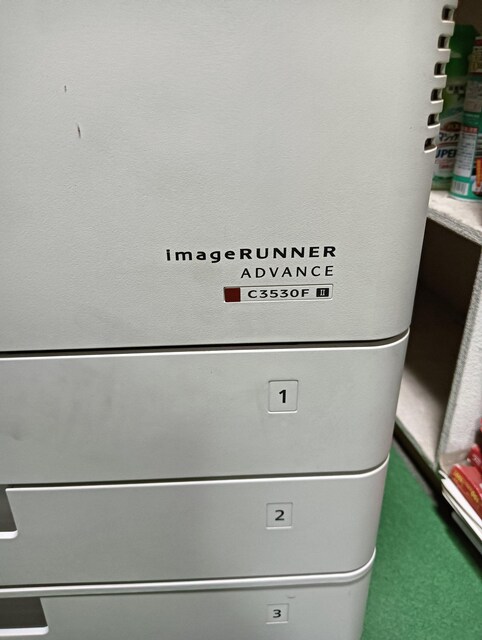 imageRUNNER
ADVANCE
C3530F II
1
2
3